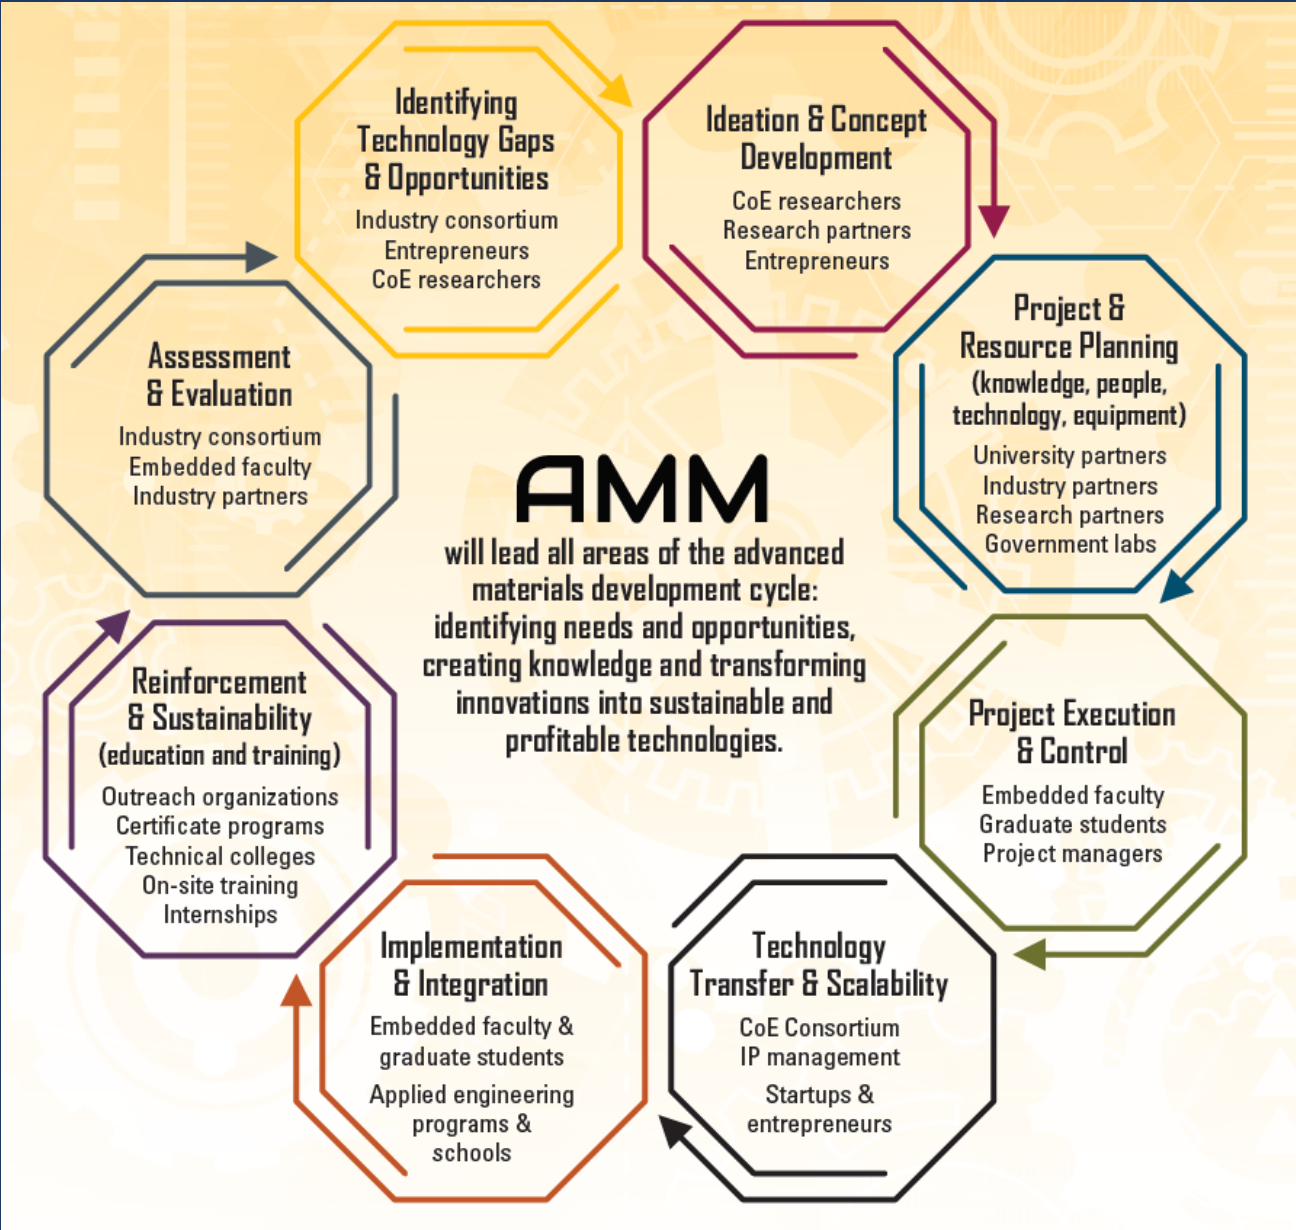 Identifying
Technology Gaps
& Opportunities
Industry consortium
Entrepreneurs
CoE researchers
Ideation & Concept
Development
CoE researchers
Research partners
Entrepreneurs
Project &
Resource Planning
(knowledge, people,
technology, equipment)
University partners
Industry partners
Research partners
Government labs
Project Execution
& Control
Embedded faculty
Graduate students
Project managers
Technology
Transfer & Scalability
CoE Consortium
IP management
Startups &
entrepreneurs
Implementation
& Integration
Embedded faculty &
graduate students
Applied engineering
programs &
schools
Reinforcement
& Sustainability
(education and training)
Outreach organizations
Certificate programs
Technical colleges
On-site training
Internships
Assessment
& Evaluation
Industry consortium
Embedded faculty
Industry partners
AMM
will lead all areas of the advanced
materials development cycle:
identifying needs and opportunities,
creating knowledge and transforming
innovations into sustainable and
profitable technologies.